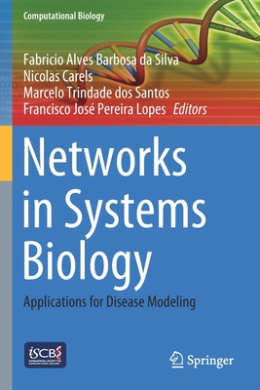 Computational Biology
Fabricio Alves Barbosa da Silva
Nicolas Carels
Marcelo Trindade dos Santos
Francisco José Pereira Lopes Editors
Networks
in Systems
Biology
Applications for Disease Modeling
iSCB
Springer